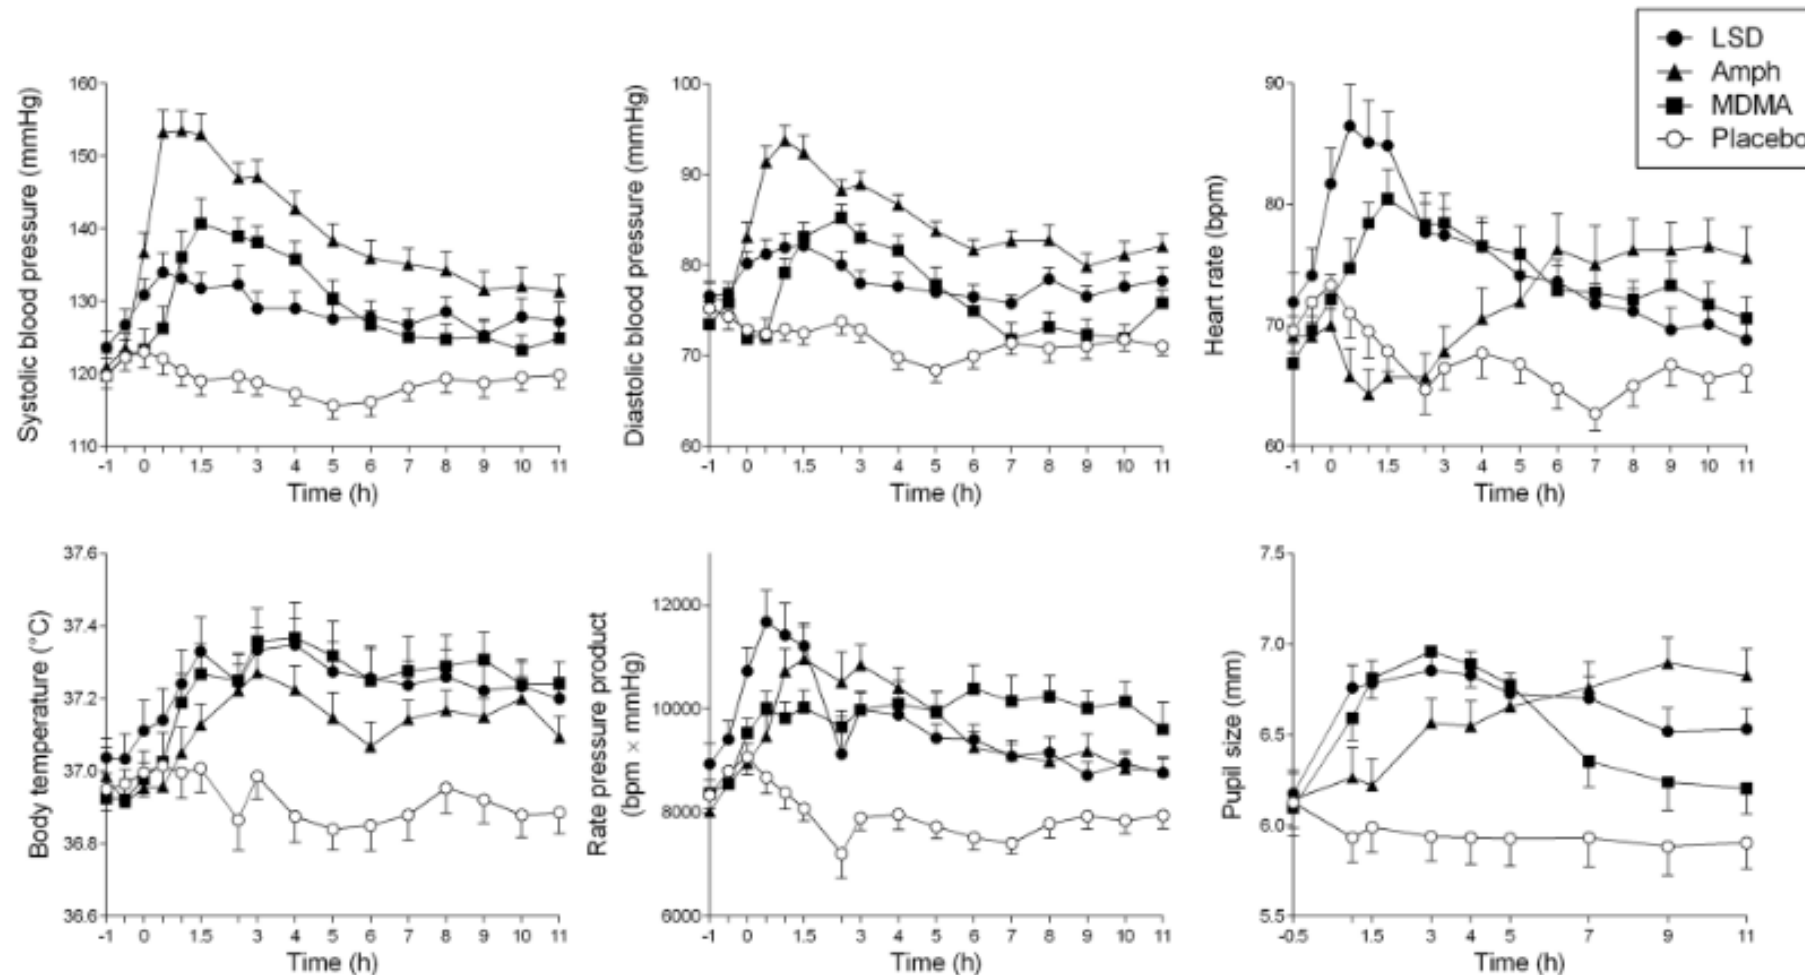 LSD
Amph
MDMA
Placebo
Systolic blood pressure (mmHg)
160
150
140
130
120
110
-1 0 1.5 3 4 5 6 7 8 9 10 11
Time (h)
Diastolic blood pressure (mmHg)
100
90
80
70
60
-1 0 1.5 3 4 5 6 7 8 9 10 11
Time (h)
Heart rate (bpm)
90
80
70
60
-1 0 1.5 3 4 5 6 7 8 9 10 11
Time (h)
Body temperature (°C)
37.6
37.4
37.2
37.0
36.8
36.6
-1 0 1.5 3 4 5 6 7 8 9 10 11
Time (h)
Rate pressure product
(bpm × mmHg)
12000
10000
8000
6000
-1 0 1.5 3 4 5 6 7 8 9 10 11
Time (h)
Pupil size (mm)
7.5
7.0
6.5
6.0
5.5
-0.5 1.5 3 4 5 7 9 11
Time (h)